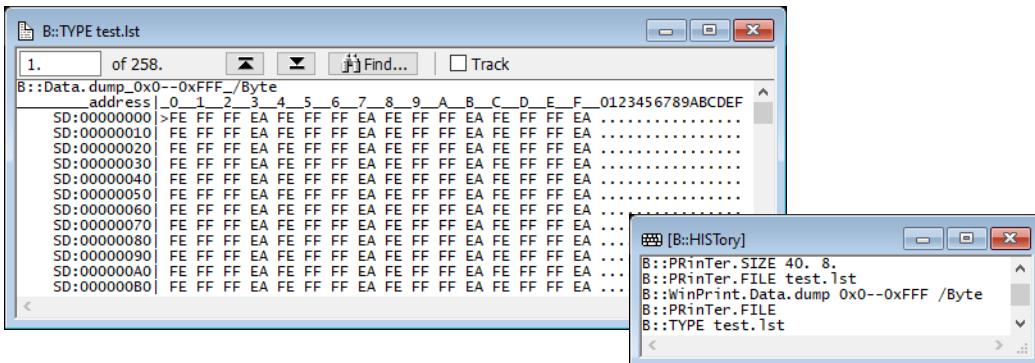 B::TYPE test.lst
1. of 258. Find... Track
B::Data.dump_0x0--0xFFF_/Byte
address|_0__1__2__3__4__5__6__7__8__9__A__B__C__D__E__F__0123456789ABCDEF
SD:00000000|>FE FF FF EA FE FF FF EA FE FF FF EA FE FF FF EA ................
SD:00000010| FE FF FF EA FE FF FF EA FE FF FF EA FE FF FF EA ................
SD:00000020| FE FF FF EA FE FF FF EA FE FF FF EA FE FF FF EA ................
SD:00000030| FE FF FF EA FE FF FF EA FE FF FF EA FE FF FF EA ................
SD:00000040| FE FF FF EA FE FF FF EA FE FF FF EA FE FF FF EA ................
SD:00000050| FE FF FF EA FE FF FF EA FE FF FF EA FE FF FF EA ................
SD:00000060| FE FF FF EA FE FF FF EA FE FF FF EA FE FF FF EA ................
SD:00000070| FE FF FF EA FE FF FF EA FE FF FF EA FE FF FF EA ...
SD:00000080| FE FF FF EA FE FF FF EA FE FF FF EA FE FF FF EA ...
SD:00000090| FE FF FF EA FE FF FF EA FE FF FF EA FE FF FF EA ...
SD:000000A0| FE FF FF EA FE FF FF EA FE FF FF EA FE FF FF EA ...
SD:000000B0| FE FF FF EA FE FF FF EA FE FF FF EA FE FF FF EA ...
[B::HISTory]
B::PRinTer.SIZE 40. 8.
B::PRinTer.FILE test.lst
B::WinPrint.Data.dump 0x0--0xFFF /Byte
B::PRinTer.FILE
B::TYPE test.lst